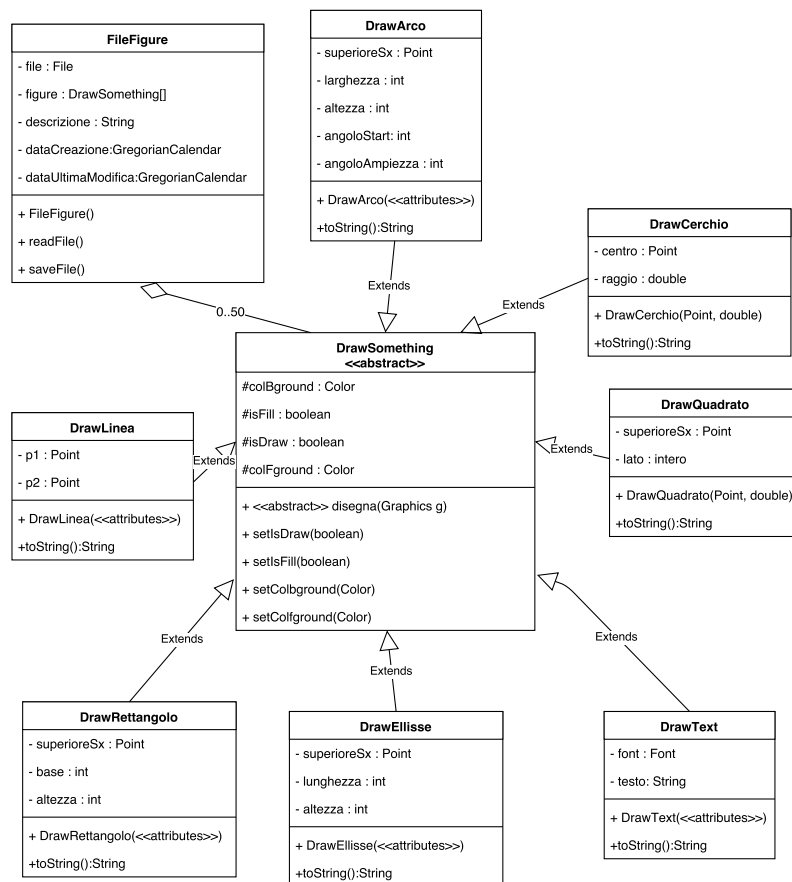 FileFigure
- file : File
- figure : DrawSomething[]
- descrizione : String
- dataCreazione:GregorianCalendar
- dataUltimaModifica:GregorianCalendar
+ FileFigure()
+ readFile()
+ saveFile()
DrawArco
- superioreSx : Point
- larghezza : int
- altezza : int
- angoloStart: int
- angoloAmpiezza : int
+ DrawArco(<<attributes>>)
+toString():String
DrawCerchio
- centro : Point
- raggio : double
+ DrawCerchio(Point, double)
+toString():String
Extends
Extends
0..50
DrawSomething
<<abstract>>
#colBground : Color
#isFill : boolean
#isDraw : boolean
#colFground : Color
+ <<abstract>> disegna(Graphics g)
+ setIsDraw(boolean)
+ setIsFill(boolean)
+ setColbground(Color)
+ setColfground(Color)
DrawLinea
- p1 : Point
- p2 : Point
+ DrawLinea(<<attributes>>)
+toString():String
Extends
DrawQuadrato
- superioreSx : Point
- lato : intero
+ DrawQuadrato(Point, double)
+toString():String
Extends
Extends
Extends
Extends
DrawRettangolo
- superioreSx : Point
- base : int
- altezza : int
+ DrawRettangolo(<<attributes>>)
+toString():String
DrawEllisse
- superioreSx : Point
- lunghezza : int
- altezza : int
+ DrawEllisse(<<attributes>>)
+toString():String
DrawText
- font : Font
- testo: String
+ DrawText(<<attributes>>)
+toString():String